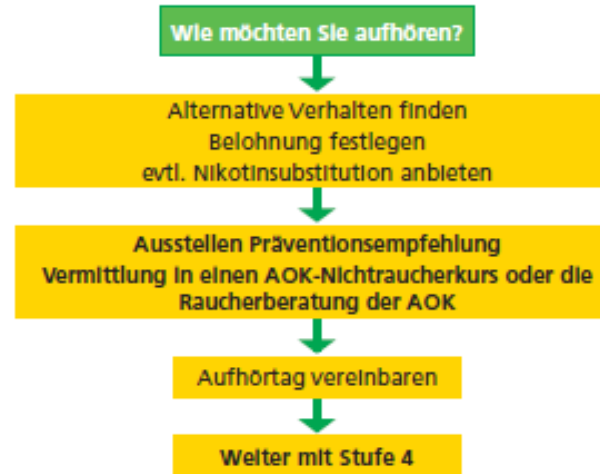 Wie möchten Sie aufhören?
Alternative Verhalten finden
Belohnung festlegen
evtl. Nikotinsubstitution anbieten
Ausstellen Präventionsempfehlung
Vermittlung in einen AOK-Nichtraucherkurs oder die
Raucherberatung der AOK
Aufhörtag vereinbaren
Weiter mit Stufe 4